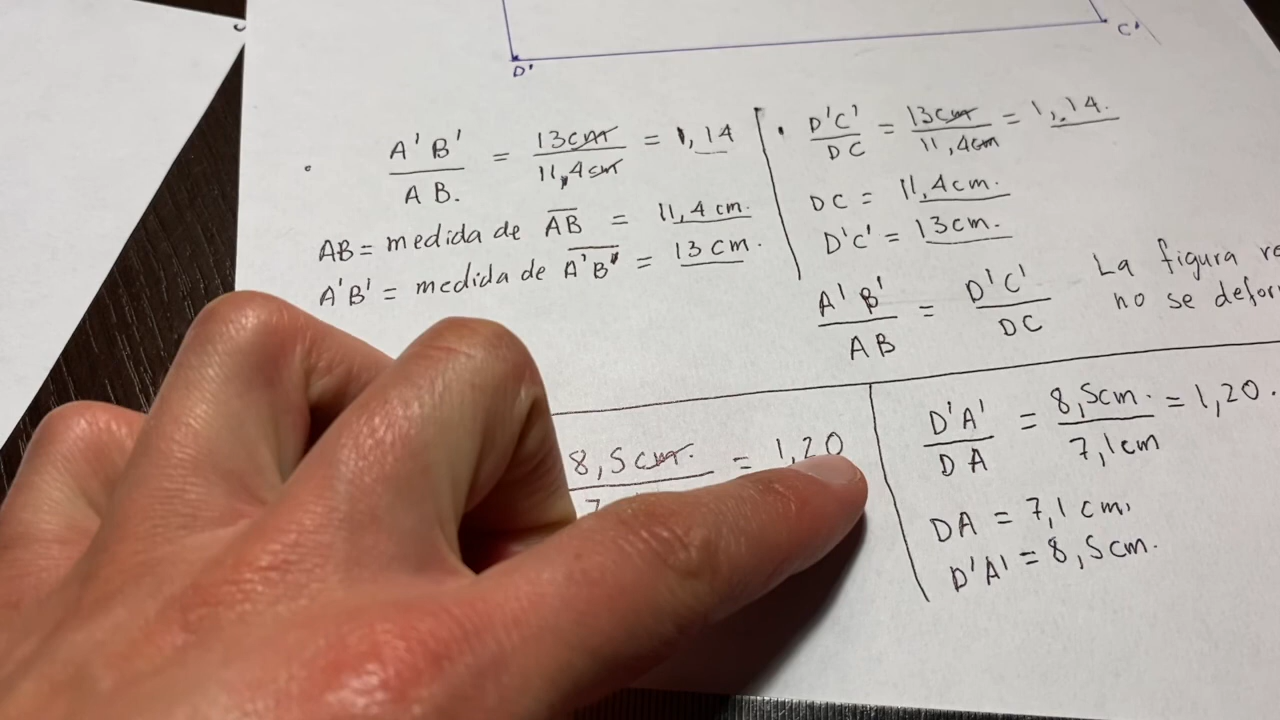 D' C'
A'B' / AB. = 13cm / 11,4cm = 1,14
AB = medida de AB = 11,4 cm.
A'B' = medida de A'B' = 13 cm.
D'C' / DC = 13cm / 11,4cm = 1,14.
DC = 11,4cm.
D'C' = 13cm.
A'B' / AB = D'C' / DC
La figura
no se
8,5cm. / 7 = 1,20
D'A' / DA = 8,5cm. / 7,1cm = 1,20.
DA = 7,1cm.
D'A' = 8,5cm.